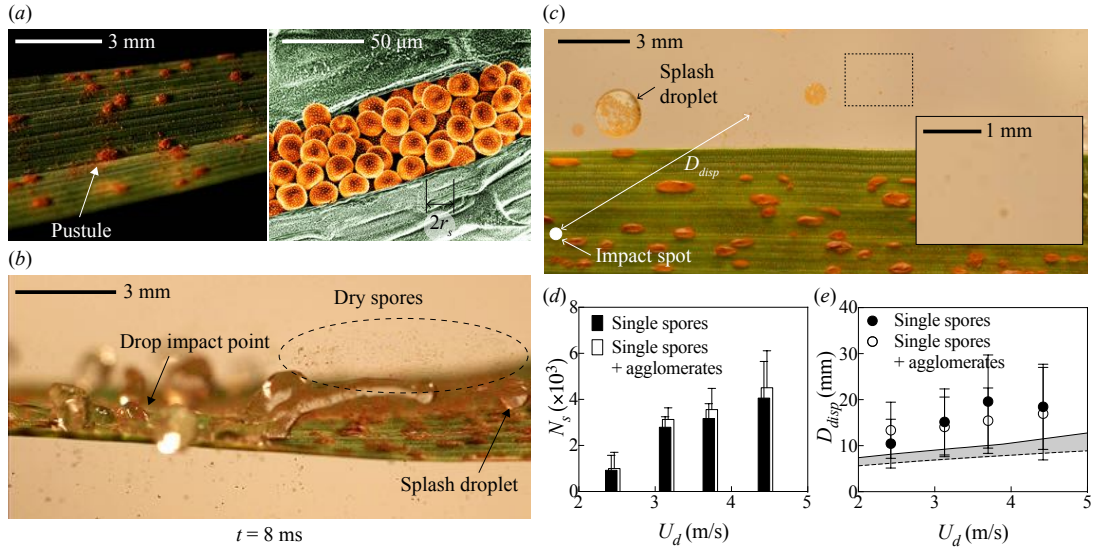 (a)
3 mm
50 μm
Pustule
2r_s
(b)
3 mm
Dry spores
Drop impact point
Splash droplet
t = 8 ms
(c)
3 mm
Splash
droplet
1 mm
D_disp
Impact spot
(d)
8
6
4
2
0
N_s (×10³)
Single spores
Single spores
+ agglomerates
2 3 4 5
U_d (m/s)
(e)
40
30
20
10
0
D_disp (mm)
Single spores
Single spores
+ agglomerates
2 3 4 5
U_d (m/s)